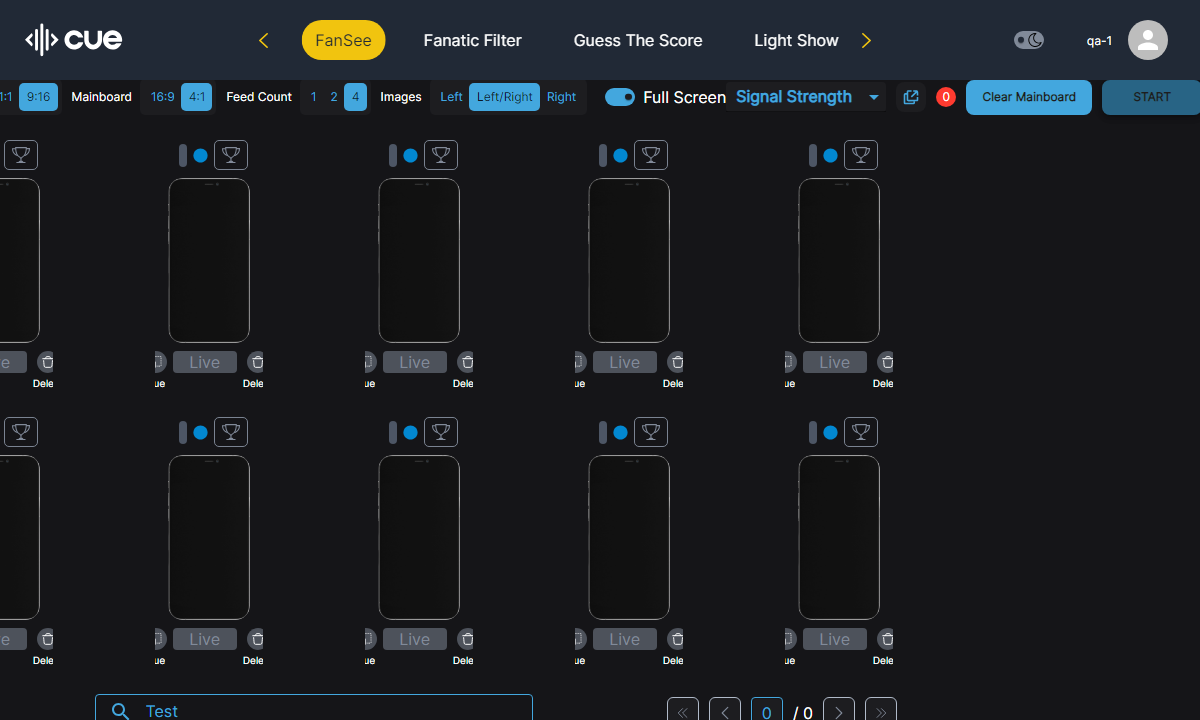 cue
FanSee Fanatic Filter Guess The Score Light Show qa-1
:1 9:16 Mainboard 16:9 4:1 Feed Count 1 2 4 Images Left Left/Right Right Full Screen Signal Strength 0 Clear Mainboard START
e Live Live Live Live
Dele ue Dele ue Dele ue Dele ue Dele
e Live Live Live Live
Dele ue Dele ue Dele ue Dele ue Dele
Test 0 / 0